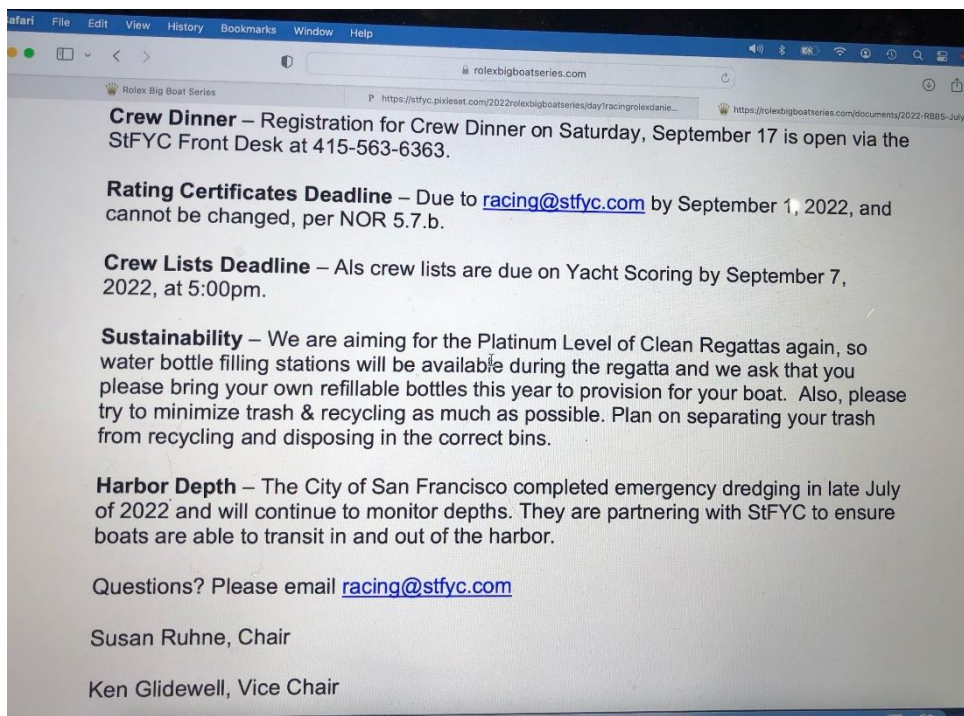 afari File Edit View History Bookmarks Window Help
rolexbigboatseries.com
Rolex Big Boat Series
P https://stfyc.pixieset.com/2022rolexbigboatseries/day1racingrolexdanie...
https://rolexbigboatseries.com/documents/2022-RBBS-July
Crew Dinner – Registration for Crew Dinner on Saturday, September 17 is open via the
StFYC Front Desk at 415-563-6363.
Rating Certificates Deadline – Due to racing@stfyc.com by September 1, 2022, and
cannot be changed, per NOR 5.7.b.
Crew Lists Deadline – Als crew lists are due on Yacht Scoring by September 7,
2022, at 5:00pm.
Sustainability – We are aiming for the Platinum Level of Clean Regattas again, so
water bottle filling stations will be available during the regatta and we ask that you
please bring your own refillable bottles this year to provision for your boat. Also, please
try to minimize trash & recycling as much as possible. Plan on separating your trash
from recycling and disposing in the correct bins.
Harbor Depth – The City of San Francisco completed emergency dredging in late July
of 2022 and will continue to monitor depths. They are partnering with StFYC to ensure
boats are able to transit in and out of the harbor.
Questions? Please email racing@stfyc.com
Susan Ruhne, Chair
Ken Glidewell, Vice Chair